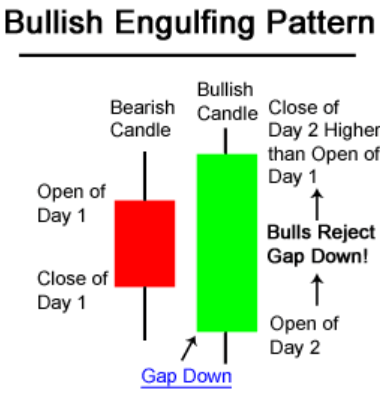 Bullish Engulfing Pattern
Bearish
Candle
Bullish
Candle
Close of
Day 2 Higher
than Open of
Day 1
Open of
Day 1
Bulls Reject
Gap Down!
Close of
Day 1
Open of
Day 2
Gap Down